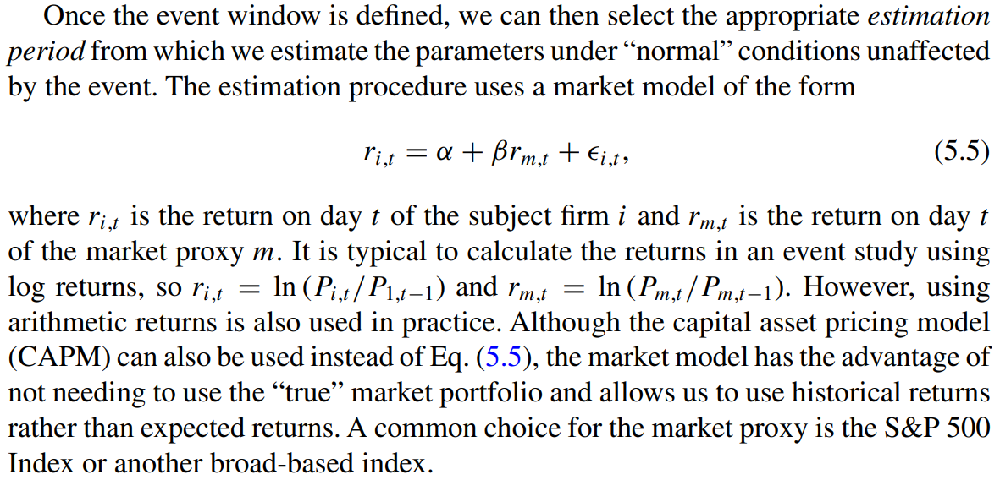 Once the event window is defined, we can then select the appropriate estimation
period from which we estimate the parameters under “normal” conditions unaffected
by the event. The estimation procedure uses a market model of the form
r_{i,t} = α + βr_{m,t} + ϵ_{i,t}, (5.5)
where r_{i,t} is the return on day t of the subject firm i and r_{m,t} is the return on day t
of the market proxy m. It is typical to calculate the returns in an event study using
log returns, so r_{i,t} = ln (P_{i,t}/P_{1,t−1}) and r_{m,t} = ln (P_{m,t}/P_{m,t−1}). However, using
arithmetic returns is also used in practice. Although the capital asset pricing model
(CAPM) can also be used instead of Eq. (5.5), the market model has the advantage of
not needing to use the “true” market portfolio and allows us to use historical returns
rather than expected returns. A common choice for the market proxy is the S&P 500
Index or another broad-based index.